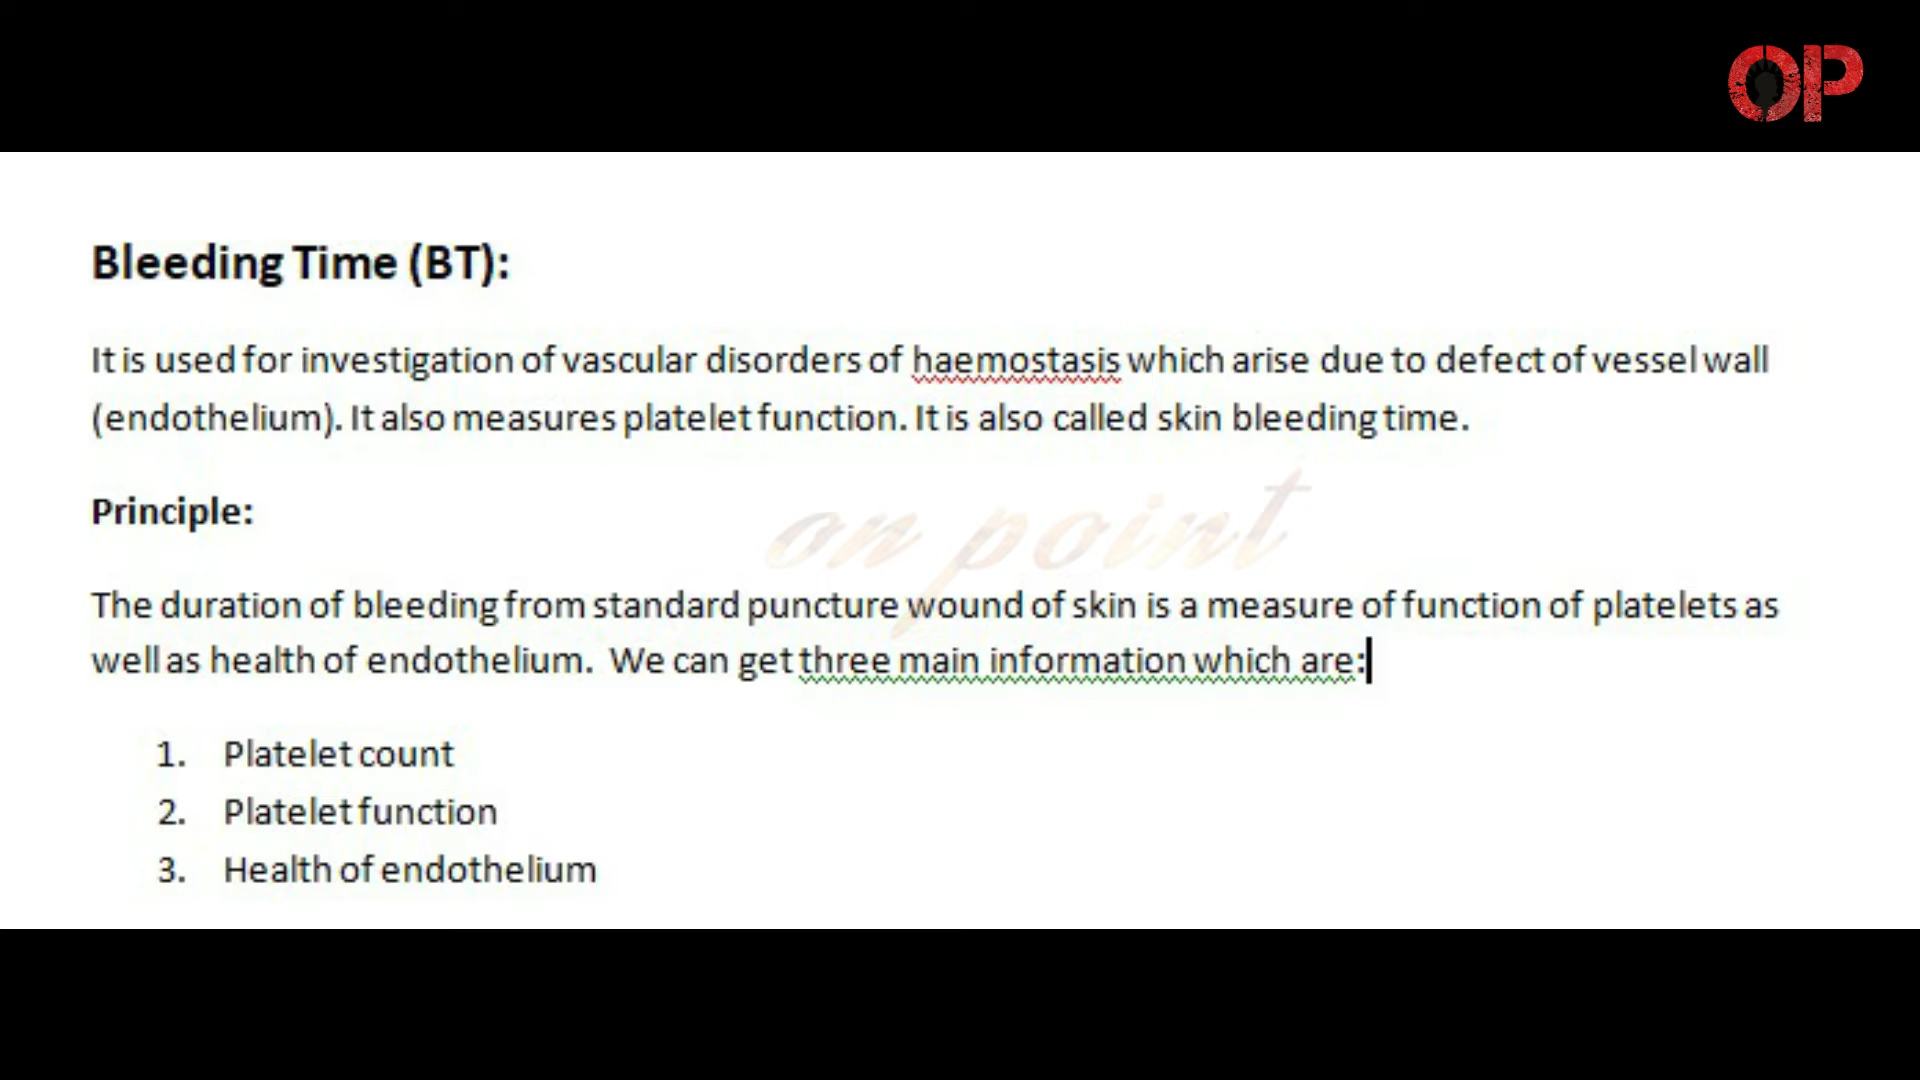 OP
Bleeding Time (BT):
It is used for investigation of vascular disorders of haemostasis which arise due to defect of vessel wall
(endothelium). It also measures platelet function. It is also called skin bleeding time.
on point
Principle:
The duration of bleeding from standard puncture wound of skin is a measure of function of platelets as
well as health of endothelium. We can get three main information which are:
1. Platelet count
2. Platelet function
3. Health of endothelium